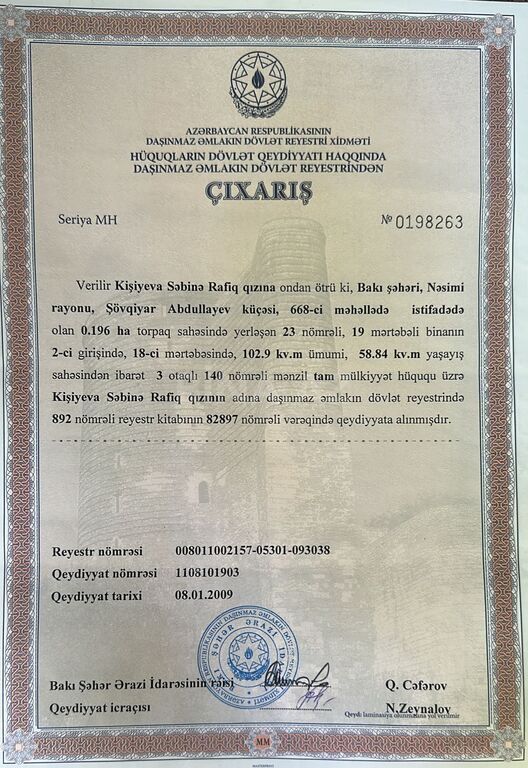 AZƏRBAYCAN RESPUBLİKASININ
DAŞINMAZ ƏMLAKIN DÖVLƏT REYESTRİ XİDMƏTİ
HÜQUQLARIN DÖVLƏT QEYDİYYATI HAQQINDA
DAŞINMAZ ƏMLAKIN DÖVLƏT REYESTRİNDƏN
ÇIXARIŞ
Seriya MH № 0198263
Verilir Kişiyeva Səbinə Rafiq qızına ondan ötrü ki, Bakı şəhəri, Nəsimi
rayonu, Şövqiyar Abdullayev küçəsi, 668-ci məhəllədə istifadədə
olan 0.196 ha torpaq sahəsində yerləşən 23 nömrəli, 19 mərtəbəli binanın
2-ci girişində, 18-ci mərtəbəsində, 102.9 kv.m ümumi, 58.84 kv.m yaşayış
sahəsindən ibarət 3 otaqlı 140 nömrəli mənzil tam mülkiyyət hüququ üzrə
Kişiyeva Səbinə Rafiq qızının adına daşınmaz əmlakın dövlət reyestrində
892 nömrəli reyestr kitabının 82897 nömrəli vərəqində qeydiyyata alınmışdır.
Reyestr nömrəsi 008011002157-05301-093038
Qeydiyyat nömrəsi 1108101903
Qeydiyyat tarixi 08.01.2009
Bakı Şəhər Ərazi İdarəsinin rəisi Q. Cəfərov
Qeydiyyat icraçısı N.Zeynalov
Qeyd: laminasiya olunmasına yol verilmir
MM